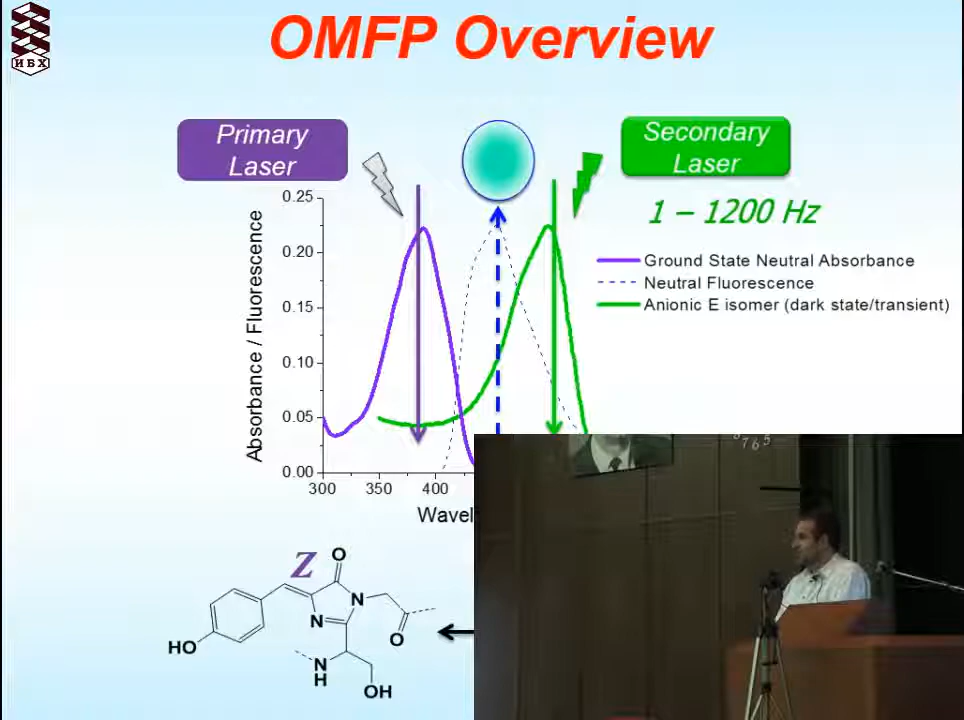 ИБХ
OMFP Overview
Primary
Laser
Secondary
Laser
1 – 1200 Hz
Ground State Neutral Absorbance
Neutral Fluorescence
Anionic E isomer (dark state/transient)
Absorbance / Fluorescence
0.25
0.20
0.15
0.10
0.05
0.00
300
350
400
Wavel
Z
O
N
N
O
HO
N
H
OH
765